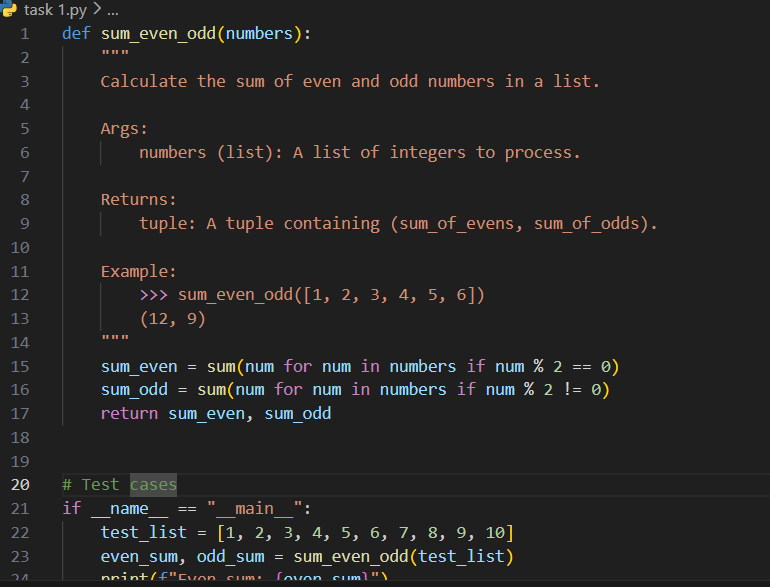 task 1.py > ...
1 def sum_even_odd(numbers):
2 """
3 Calculate the sum of even and odd numbers in a list.
4
5 Args:
6 numbers (list): A list of integers to process.
7
8 Returns:
9 tuple: A tuple containing (sum_of_evens, sum_of_odds).
10
11 Example:
12 >>> sum_even_odd([1, 2, 3, 4, 5, 6])
13 (12, 9)
14 """
15 sum_even = sum(num for num in numbers if num % 2 == 0)
16 sum_odd = sum(num for num in numbers if num % 2 != 0)
17 return sum_even, sum_odd
18
19
20 # Test cases
21 if __name__ == "__main__":
22 test_list = [1, 2, 3, 4, 5, 6, 7, 8, 9, 10]
23 even_sum, odd_sum = sum_even_odd(test_list)
24 print(f"Even sum: {even_sum}")